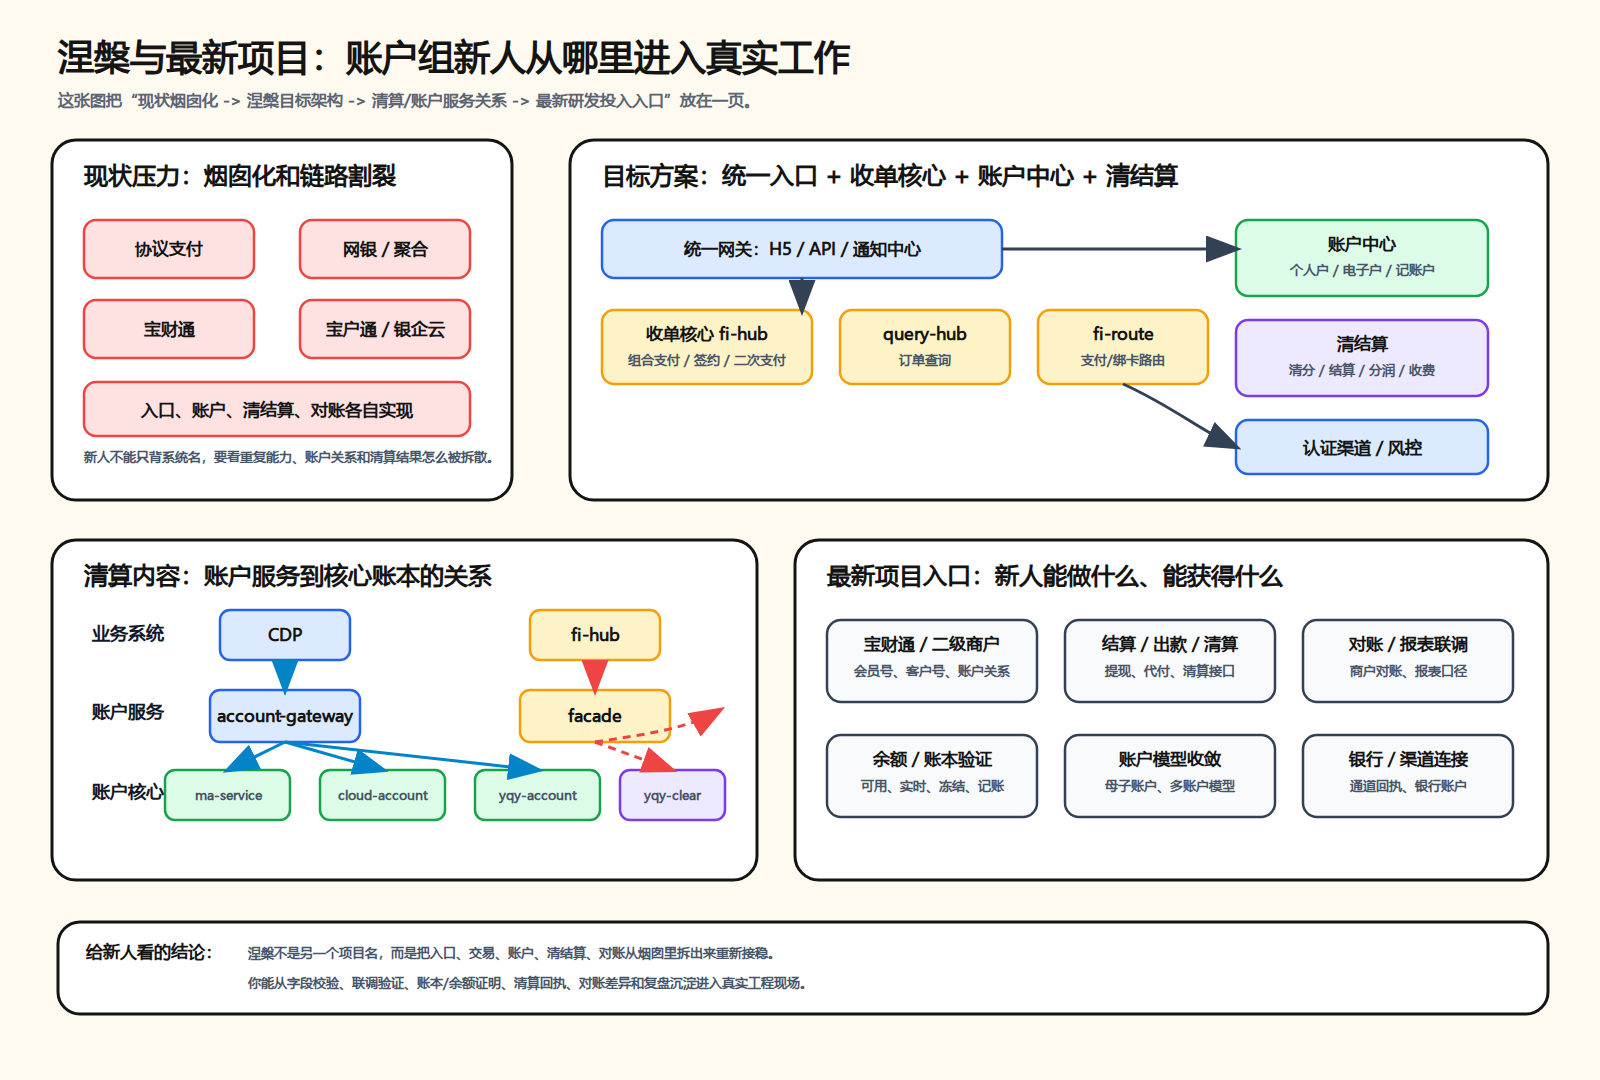 涅槃与最新项目：账户组新人从哪里进入真实工作
这张图把“现状烟囱化 -> 涅槃目标架构 -> 清算/账户服务关系 -> 最新研发投入入口”放在一页。
现状压力：烟囱化和链路割裂
协议支付
网银 / 聚合
宝财通
宝户通 / 银企云
入口、账户、清结算、对账各自实现
新人不能只背系统名，要看重复能力、账户关系和清算结果怎么被拆散。
目标方案：统一入口 + 收单核心 + 账户中心 + 清结算
统一网关：H5 / API / 通知中心
账户中心
个人户 / 电子户 / 记账户
收单核心 fi-hub
组合支付 / 签约 / 二次支付
query-hub
订单查询
fi-route
支付/绑卡路由
清结算
清分 / 结算 / 分润 / 收费
认证渠道 / 风控
清算内容：账户服务到核心账本的关系
业务系统
CDP
fi-hub
账户服务
account-gateway
facade
账户核心
ma-service
cloud-account
yqy-account
yqy-clear
最新项目入口：新人能做什么、能获得什么
宝财通 / 二级商户
会员号、客户号、账户关系
结算 / 出款 / 清算
提现、代付、清算接口
对账 / 报表联调
商户对账、报表口径
余额 / 账本验证
可用、实时、冻结、记账
账户模型收敛
母子账户、多账户模型
银行 / 渠道连接
通道回执、银行账户
给新人看的结论：
涅槃不是另一个项目名，而是把入口、交易、账户、清结算、对账从烟囱里拆出来重新接稳。
你能从字段校验、联调验证、账本/余额证明、清算回执、对账差异和复盘沉淀进入真实工程现场。